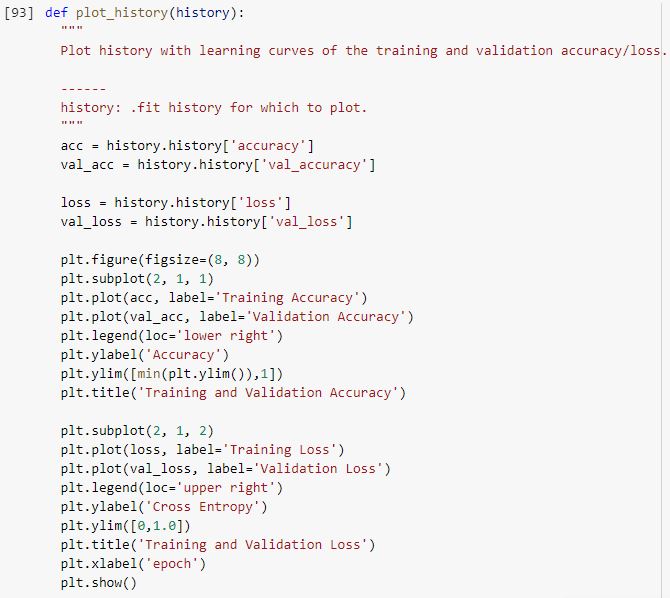 [93] def plot_history(history):
"""
Plot history with learning curves of the training and validation accuracy/loss.
------
history: .fit history for which to plot.
"""
acc = history.history['accuracy']
val_acc = history.history['val_accuracy']
loss = history.history['loss']
val_loss = history.history['val_loss']
plt.figure(figsize=(8, 8))
plt.subplot(2, 1, 1)
plt.plot(acc, label='Training Accuracy')
plt.plot(val_acc, label='Validation Accuracy')
plt.legend(loc='lower right')
plt.ylabel('Accuracy')
plt.ylim([min(plt.ylim()),1])
plt.title('Training and Validation Accuracy')
plt.subplot(2, 1, 2)
plt.plot(loss, label='Training Loss')
plt.plot(val_loss, label='Validation Loss')
plt.legend(loc='upper right')
plt.ylabel('Cross Entropy')
plt.ylim([0,1.0])
plt.title('Training and Validation Loss')
plt.xlabel('epoch')
plt.show()